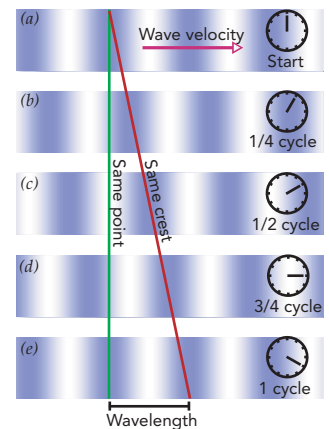 (a)
Wave velocity
Start
(b)
1/4 cycle
(c)
Same point
Same crest
1/2 cycle
(d)
3/4 cycle
(e)
1 cycle
Wavelength